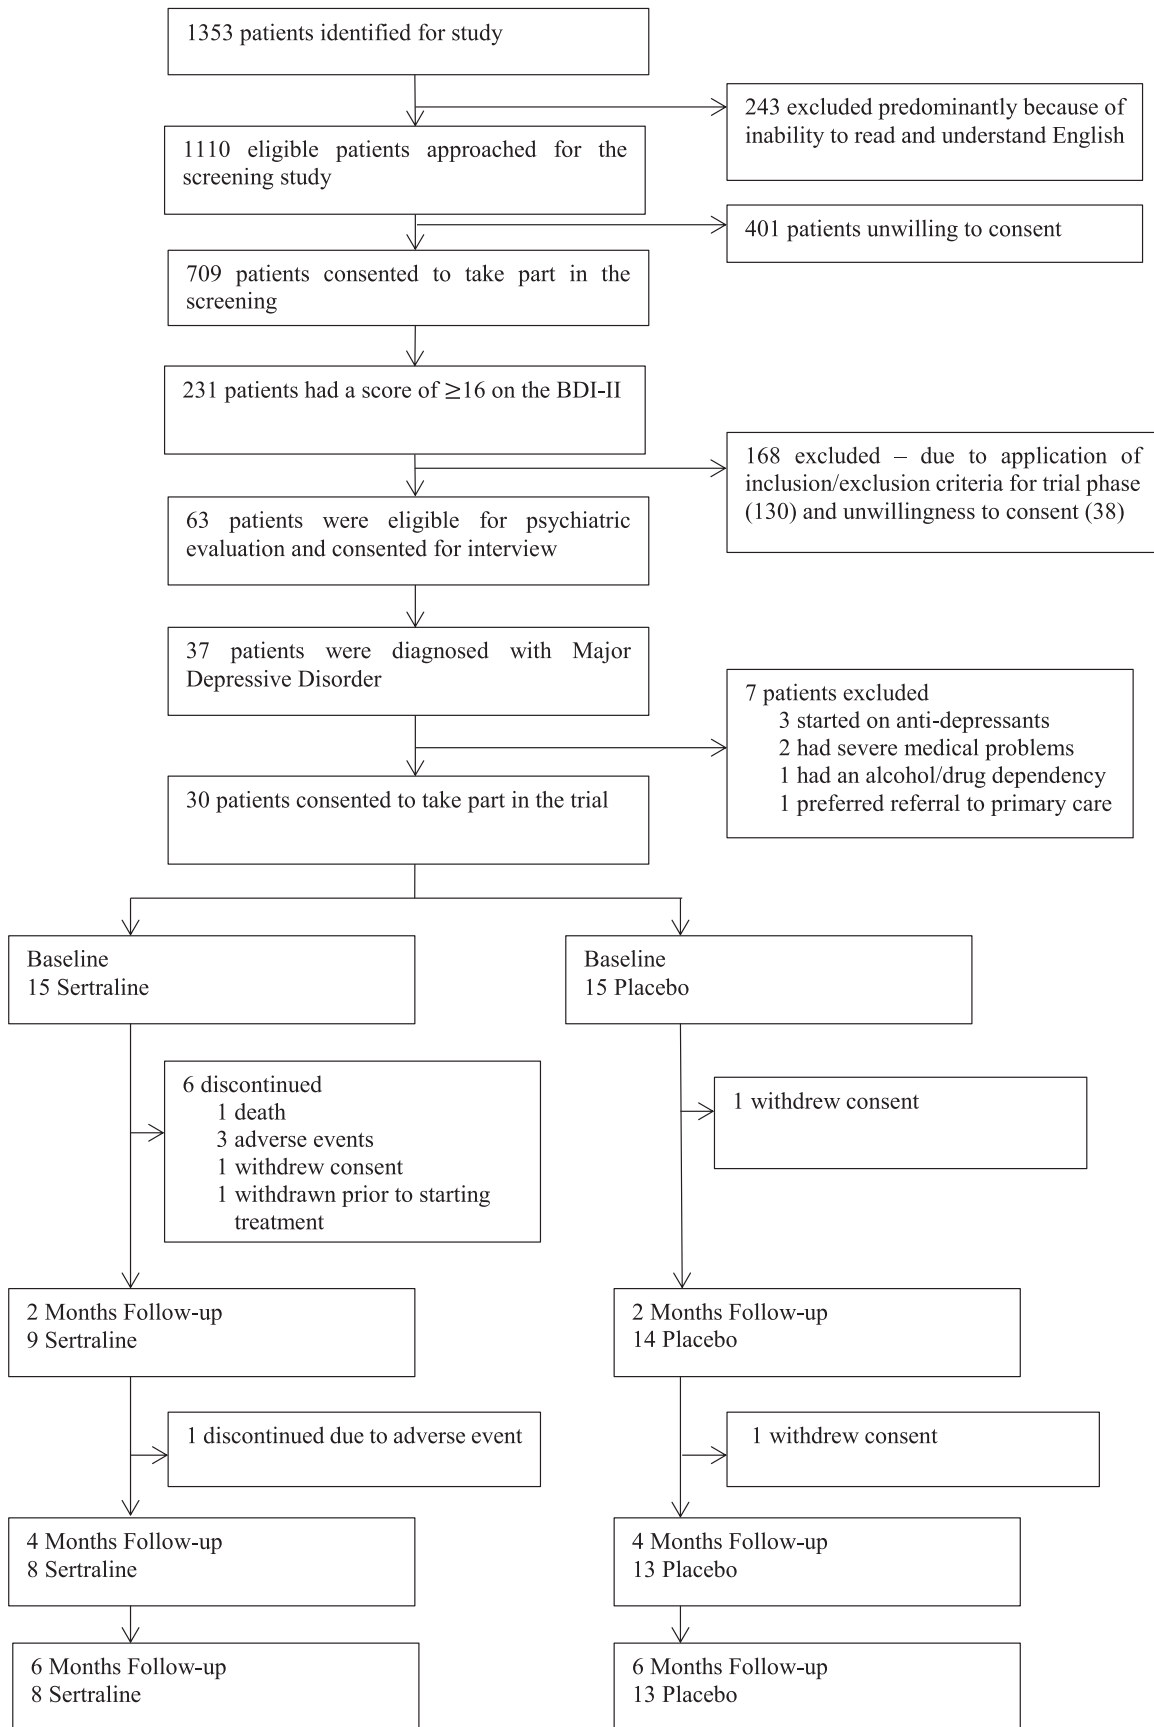 1353 patients identified for study
243 excluded predominantly because of
inability to read and understand English
1110 eligible patients approached for the
screening study
401 patients unwilling to consent
709 patients consented to take part in the
screening
231 patients had a score of ≥16 on the BDI-II
168 excluded – due to application of
inclusion/exclusion criteria for trial phase
(130) and unwillingness to consent (38)
63 patients were eligible for psychiatric
evaluation and consented for interview
37 patients were diagnosed with Major
Depressive Disorder
7 patients excluded
3 started on anti-depressants
2 had severe medical problems
1 had an alcohol/drug dependency
1 preferred referral to primary care
30 patients consented to take part in the trial
Baseline
15 Sertraline
Baseline
15 Placebo
6 discontinued
1 death
3 adverse events
1 withdrew consent
1 withdrawn prior to starting
treatment
1 withdrew consent
2 Months Follow-up
9 Sertraline
2 Months Follow-up
14 Placebo
1 discontinued due to adverse event
1 withdrew consent
4 Months Follow-up
8 Sertraline
4 Months Follow-up
13 Placebo
6 Months Follow-up
8 Sertraline
6 Months Follow-up
13 Placebo